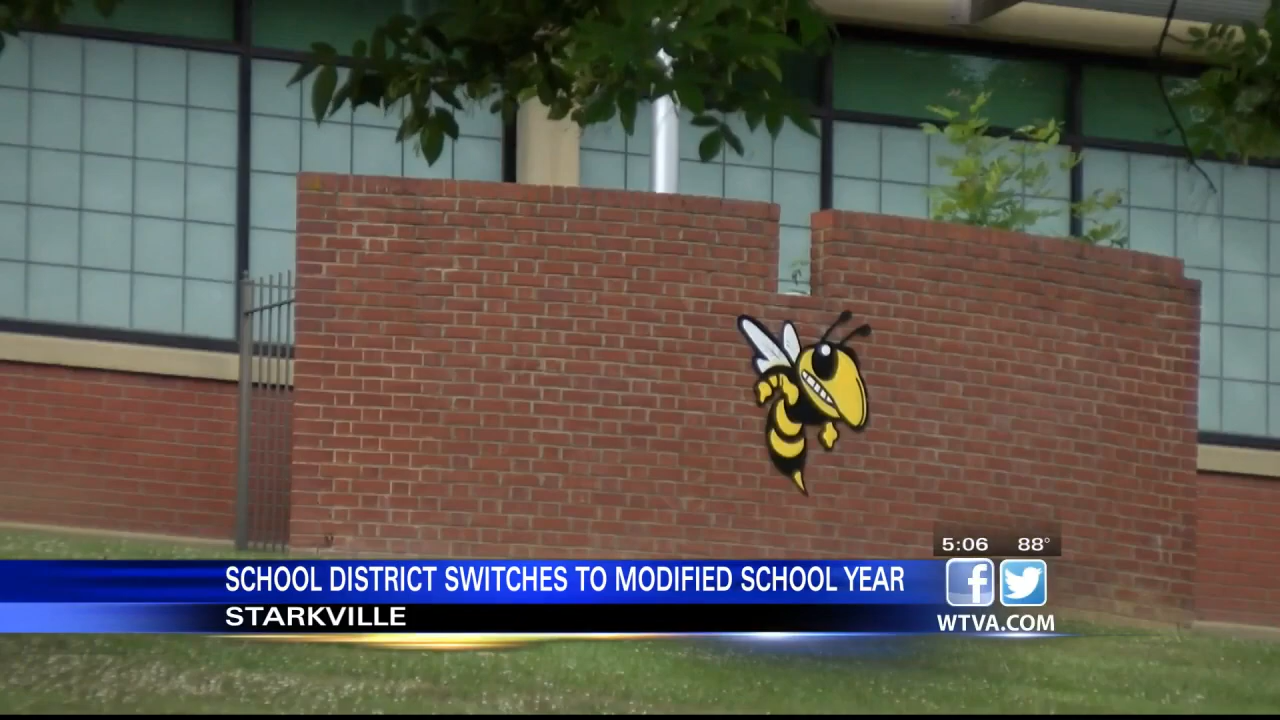 5:06 88°
SCHOOL DISTRICT SWITCHES TO MODIFIED SCHOOL YEAR
STARKVILLE
f
WTVA.COM